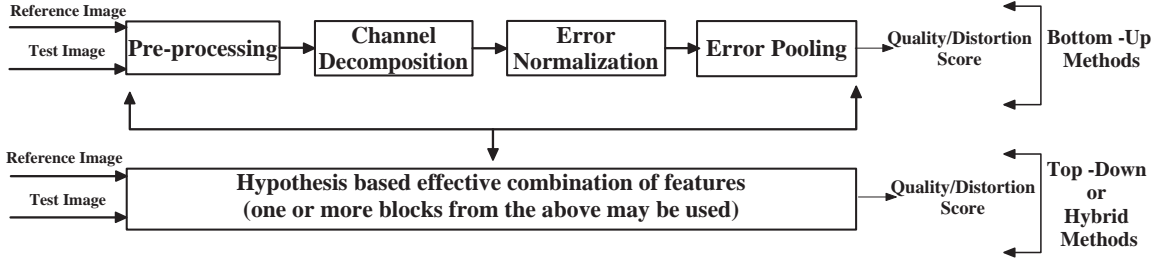 Reference Image
Test Image
Pre-processing
Channel
Decomposition
Error
Normalization
Error Pooling
Quality/Distortion
Score
Bottom -Up
Methods
Reference Image
Test Image
Hypothesis based effective combination of features
(one or more blocks from the above may be used)
Quality/Distortion
Score
Top -Down
or
Hybrid
Methods